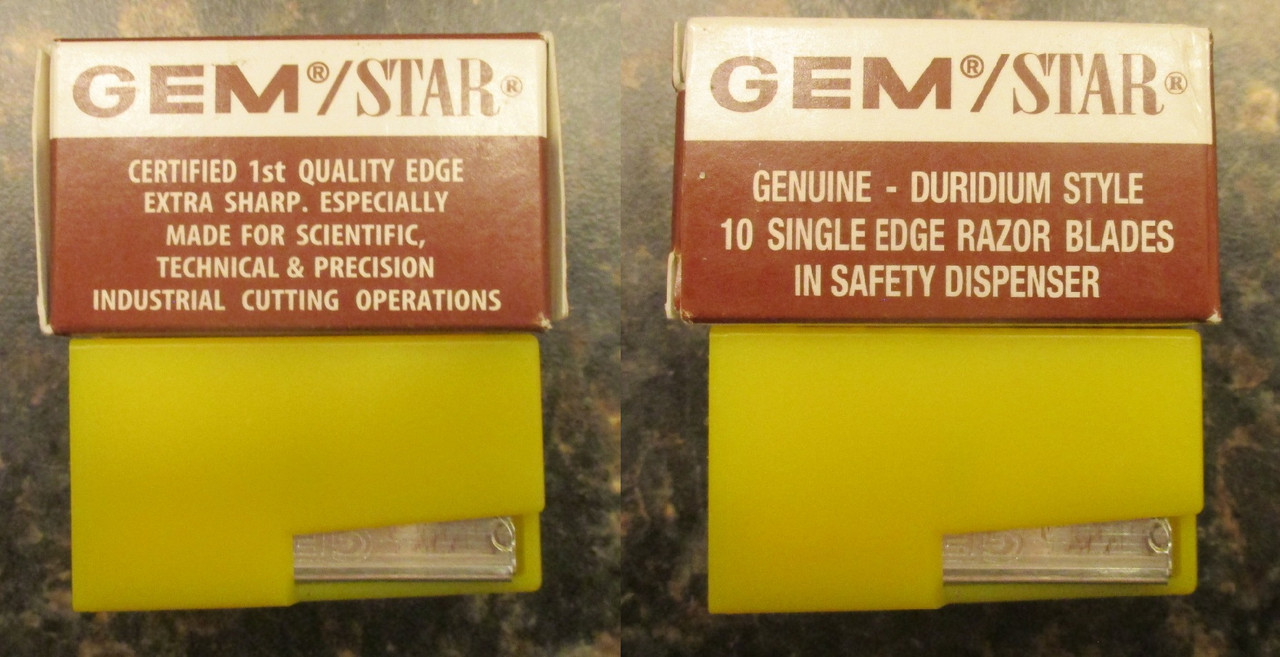 GEM®/STAR®
CERTIFIED 1st QUALITY EDGE
EXTRA SHARP. ESPECIALLY
MADE FOR SCIENTIFIC,
TECHNICAL & PRECISION
INDUSTRIAL CUTTING OPERATIONS
GEM®/STAR®
GENUINE - DURIDIUM STYLE
10 SINGLE EDGE RAZOR BLADES
IN SAFETY DISPENSER